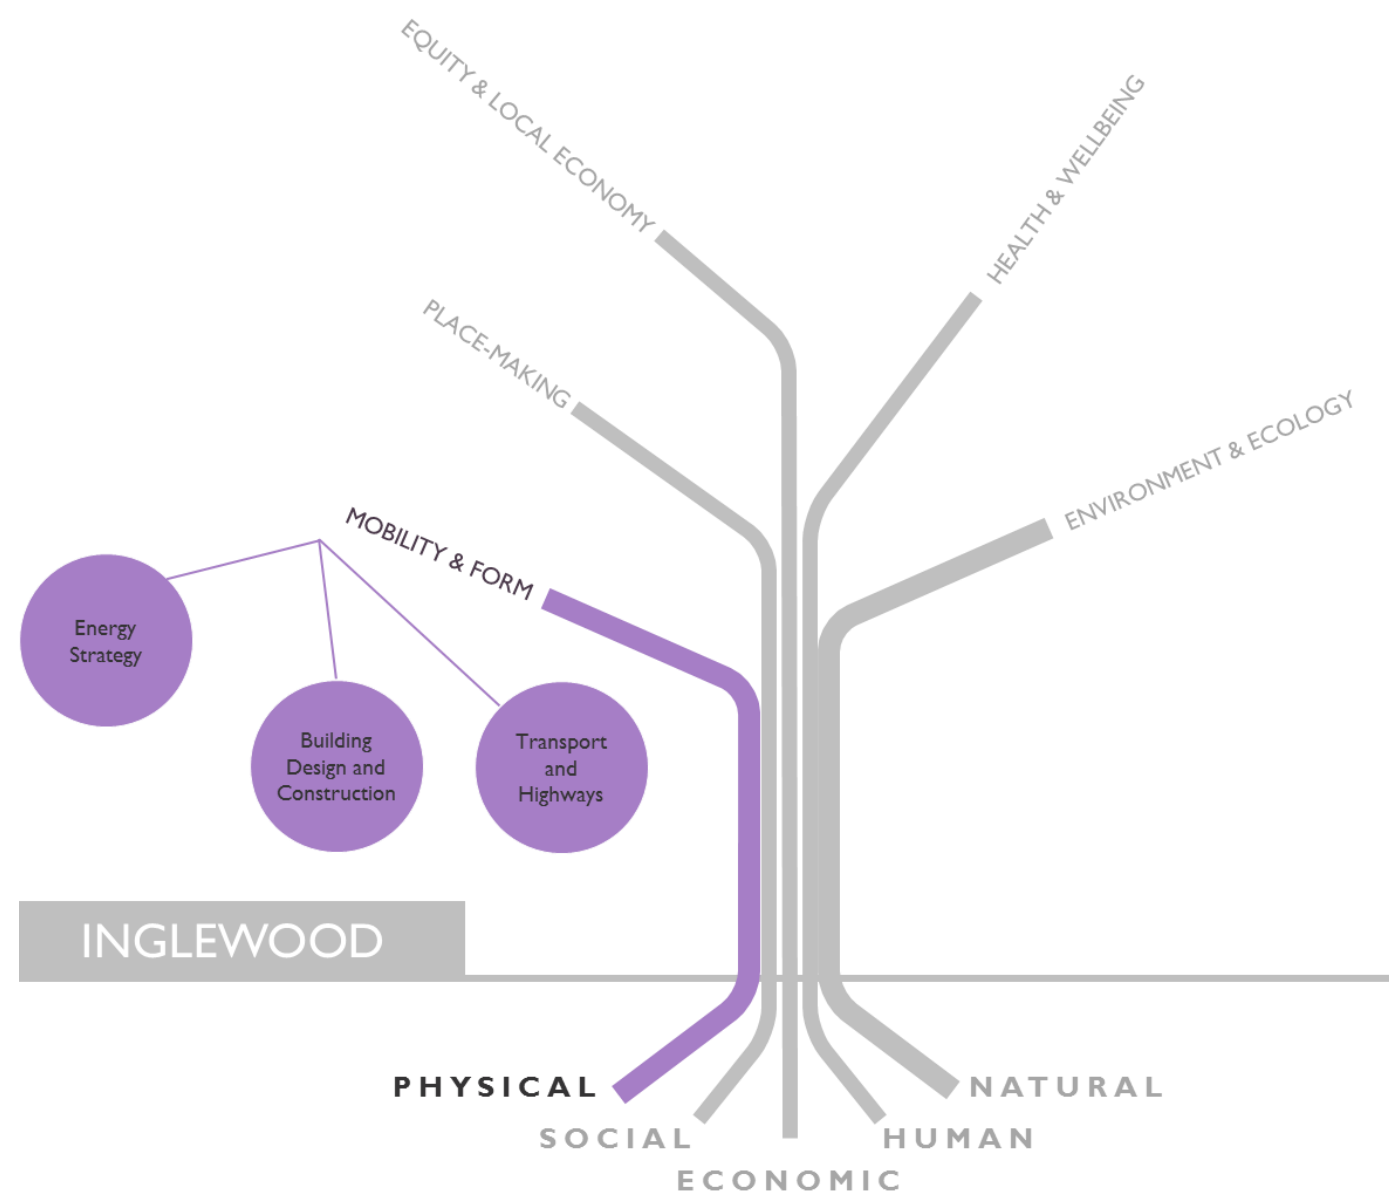 EQUITY & LOCAL ECONOMY
HEALTH & WELLBEING
PLACE-MAKING
ENVIRONMENT & ECOLOGY
MOBILITY & FORM
Energy
Strategy
Building
Design and
Construction
Transport
and
Highways
INGLEWOOD
PHYSICAL
NATURAL
SOCIAL
HUMAN
ECONOMIC